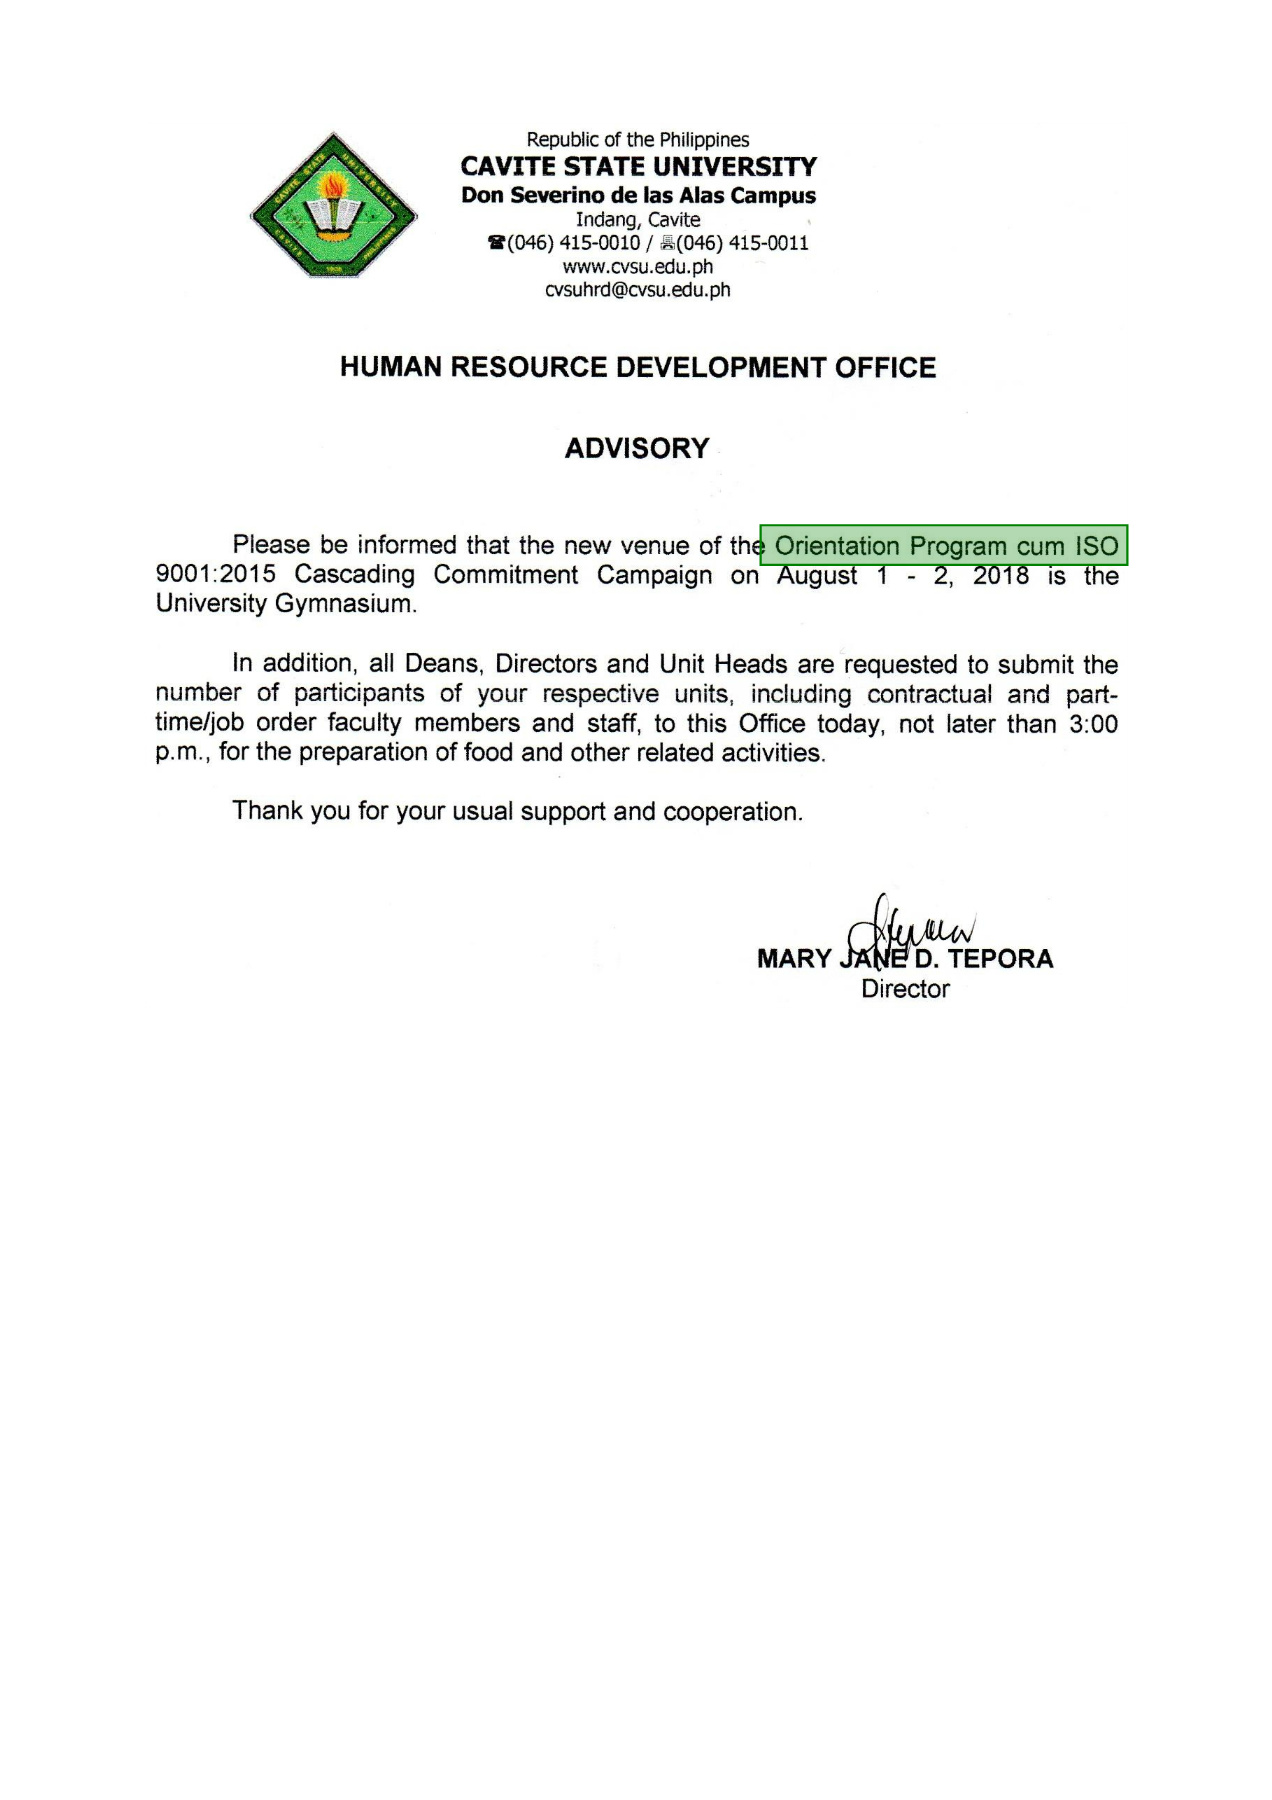 Republic of the Philippines
CAVITE STATE UNIVERSITY
Don Severino de las Alas Campus
Indang, Cavite
☎(046) 415-0010 / (046) 415-0011
www.cvsu.edu.ph
cvsuhrd@cvsu.edu.ph
CAVITE STATE UNIVERSITY
CAVITE PHILIPPINES
1906
HUMAN RESOURCE DEVELOPMENT OFFICE
ADVISORY
Please be informed that the new venue of the Orientation Program cum ISO
9001:2015 Cascading Commitment Campaign on August 1 - 2, 2018 is the
University Gymnasium.
In addition, all Deans, Directors and Unit Heads are requested to submit the
number of participants of your respective units, including contractual and part-
time/job order faculty members and staff, to this Office today, not later than 3:00
p.m., for the preparation of food and other related activities.
Thank you for your usual support and cooperation.
MARY JANE D. TEPORA
Director